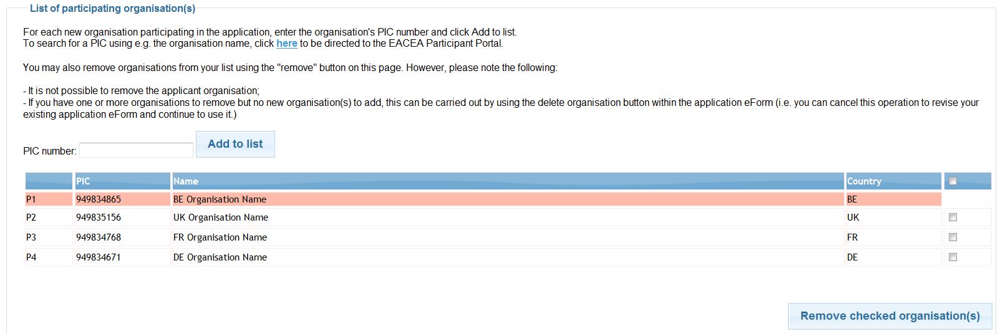 List of participating organisation(s)
For each new organisation participating in the application, enter the organisation's PIC number and click Add to list.
To search for a PIC using e.g. the organisation name, click here to be directed to the EACEA Participant Portal.
You may also remove organisations from your list using the "remove" button on this page. However, please note the following:
- It is not possible to remove the applicant organisation;
- If you have one or more organisations to remove but no new organisation(s) to add, this can be carried out by using the delete organisation button within the application eForm (i.e. you can cancel this operation to revise your
existing application eForm and continue to use it.)
PIC number: Add to list
PIC Name Country
P1 949834865 BE Organisation Name BE
P2 949835156 UK Organisation Name UK
P3 949834768 FR Organisation Name FR
P4 949834671 DE Organisation Name DE
Remove checked organisation(s)